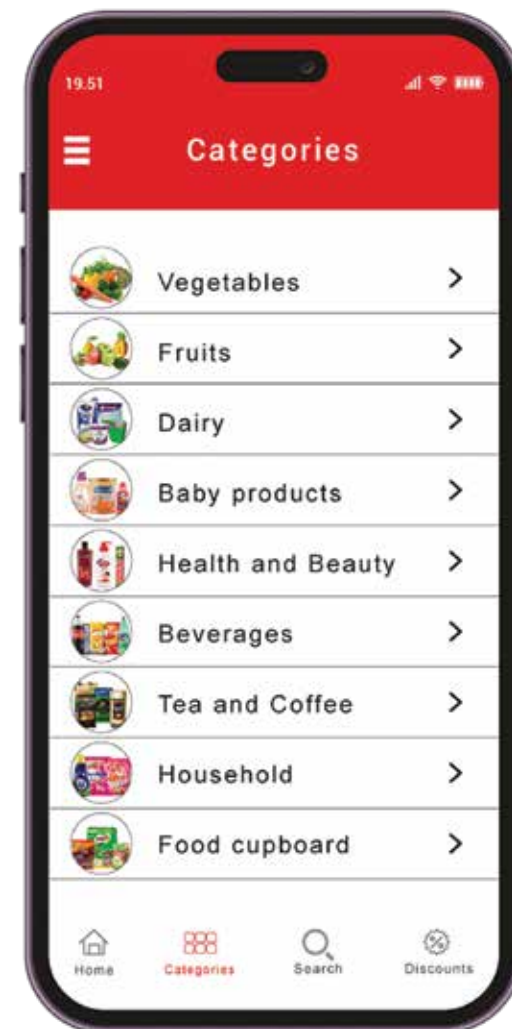 19.51
Categories
Vegetables
Fruits
Dairy
Baby products
Health and Beauty
Beverages
Tea and Coffee
Household
Food cupboard
Home
Categories
Search
Discounts